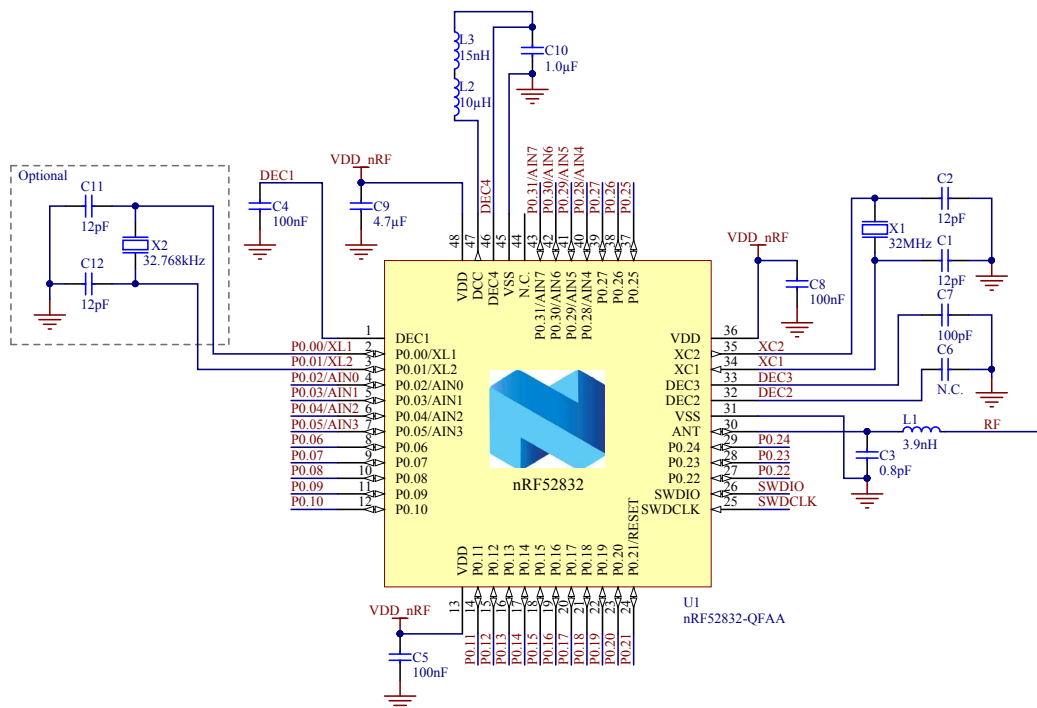 L3
15nH
L2
10µH
C10
1.0µF
Optional
C11
12pF
X2
32.768kHz
C12
12pF
DEC1
C4
100nF
VDD_nRF
C9
4.7µF
DEC4
P0.31/AIN7
P0.30/AIN6
P0.29/AIN5
P0.28/AIN4
P0.27
P0.26
P0.25
48
47
46
45
44
43
42
41
40
39
38
37
VDD
DCC
DEC4
VSS
N.C.
P0.31/AIN7
P0.30/AIN6
P0.29/AIN5
P0.28/AIN4
P0.27
P0.26
P0.25
VDD_nRF
C8
100nF
C2
12pF
X1
32MHz
C1
12pF
C7
100pF
C6
N.C.
1 DEC1
P0.00/XL1 2 P0.00/XL1
P0.01/XL2 3 P0.01/XL2
P0.02/AIN0 4 P0.02/AIN0
P0.03/AIN1 5 P0.03/AIN1
P0.04/AIN2 6 P0.04/AIN2
P0.05/AIN3 7 P0.05/AIN3
P0.06 8 P0.06
P0.07 9 P0.07
P0.08 10 P0.08
P0.09 11 P0.09
P0.10 12 P0.10
nRF52832
VDD 36
XC2 35 XC2
XC1 34 XC1
DEC3 33 DEC3
DEC2 32 DEC2
VSS 31
ANT 30
P0.24 29 P0.24
P0.23 28 P0.23
P0.22 27 P0.22
SWDIO 26 SWDIO
SWDCLK 25 SWDCLK
L1
3.9nH
RF
C3
0.8pF
VDD
P0.11
P0.12
P0.13
P0.14
P0.15
P0.16
P0.17
P0.18
P0.19
P0.20
P0.21/RESET
13
14
15
16
17
18
19
20
21
22
23
24
P0.11
P0.12
P0.13
P0.14
P0.15
P0.16
P0.17
P0.18
P0.19
P0.20
P0.21
U1
nRF52832-QFAA
VDD_nRF
C5
100nF